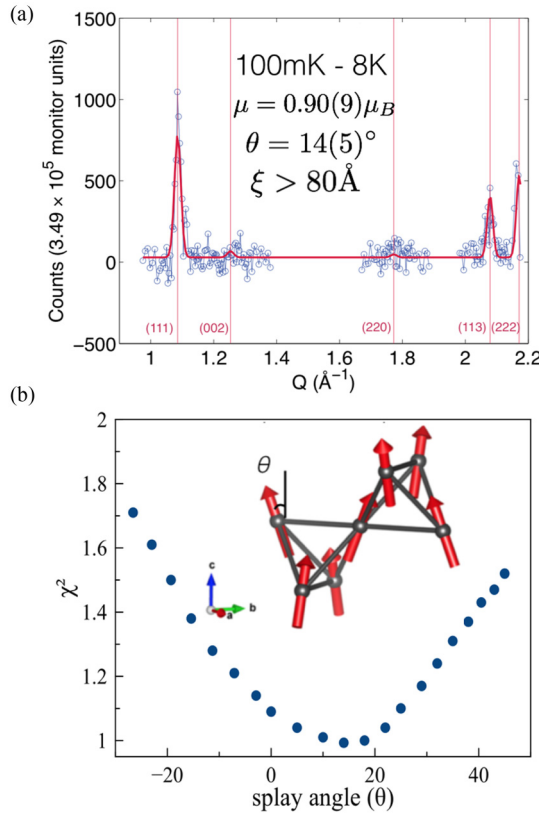 (a)
1500
1000
500
0
−500
Counts (3.49 × 10⁵ monitor units)
100mK - 8K
μ = 0.90(9)μ_B
θ = 14(5)°
ξ > 80Å
(111)
(002)
(220)
(113)
(222)
1
1.2
1.4
1.6
1.8
2
2.2
Q (Å⁻¹)
(b)
2
1.8
1.6
1.4
1.2
1
χ²
θ
c
b
a
−20
0
20
40
splay angle (θ)